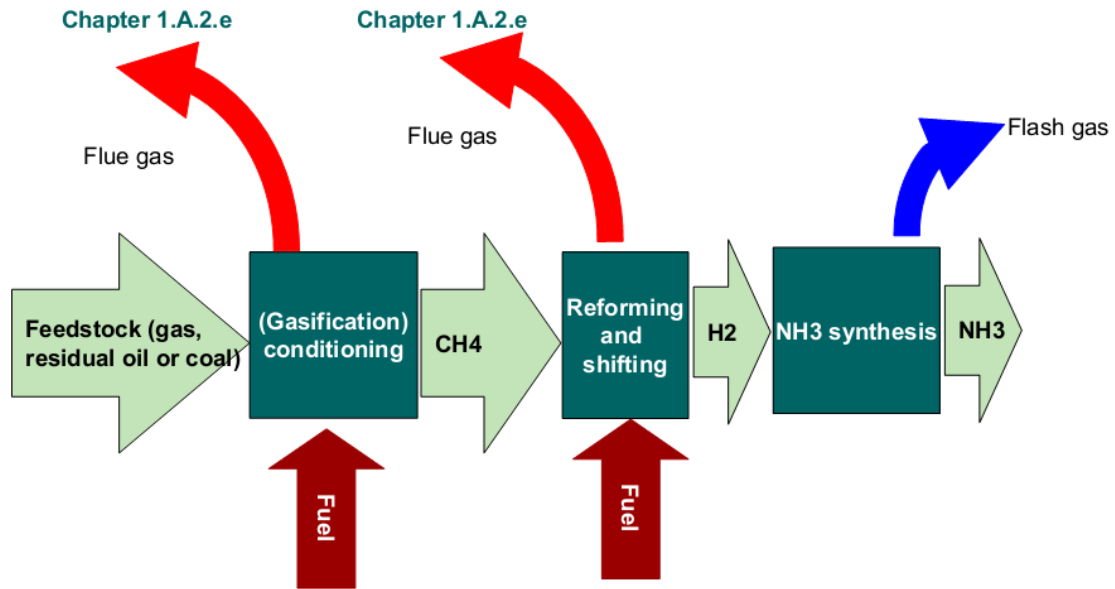 Chapter 1.A.2.e
Chapter 1.A.2.e
Flue gas
Flue gas
Flash gas
Feedstock (gas,
residual oil or coal)
(Gasification)
conditioning
CH4
Reforming
and
shifting
H2
NH3 synthesis
NH3
Fuel
Fuel